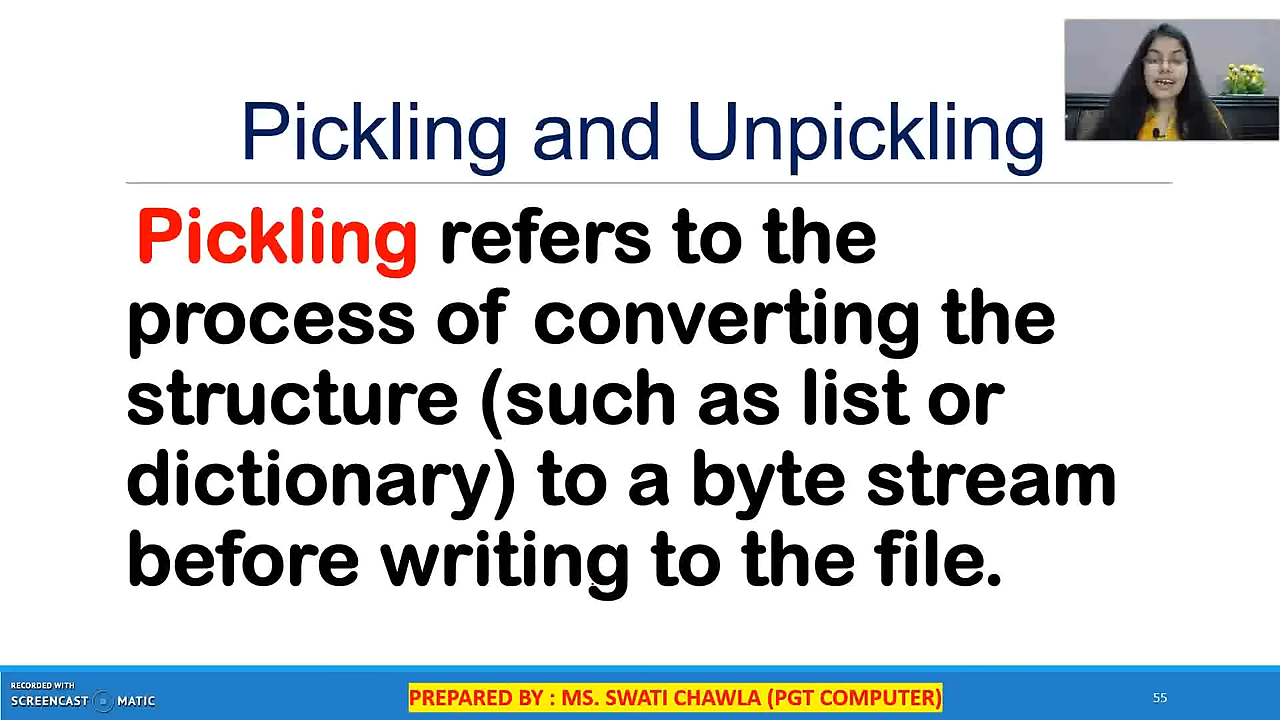 Pickling and Unpickling
Pickling refers to the
process of converting the
structure (such as list or
dictionary) to a byte stream
before writing to the file.
RECORDED WITH
SCREENCAST MATIC
PREPARED BY : MS. SWATI CHAWLA (PGT COMPUTER)
55